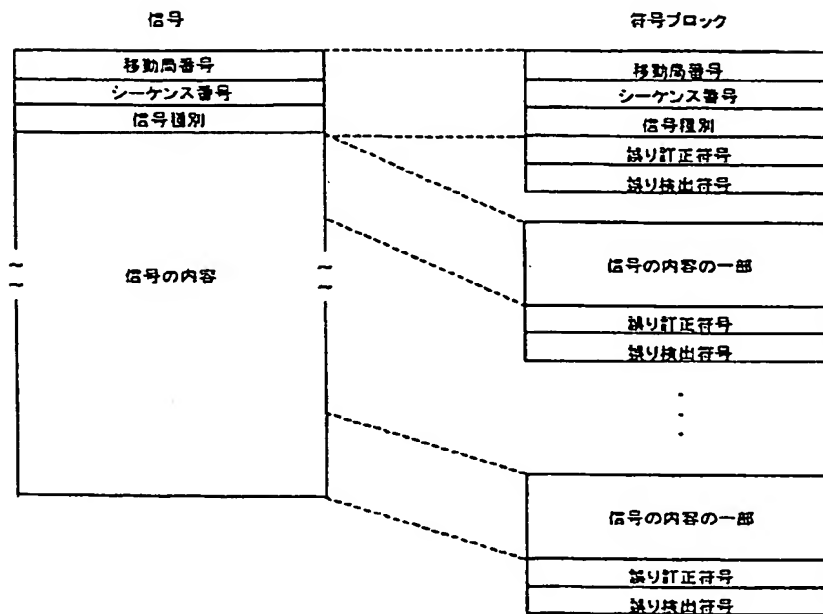 信号
移動局番号
シーケンス番号
信号種別
信号の内容
符号ブロック
移動局番号
シーケンス番号
信号種別
誤り訂正符号
誤り検出符号
信号の内容の一部
誤り訂正符号
誤り検出符号
信号の内容の一部
誤り訂正符号
誤り検出符号